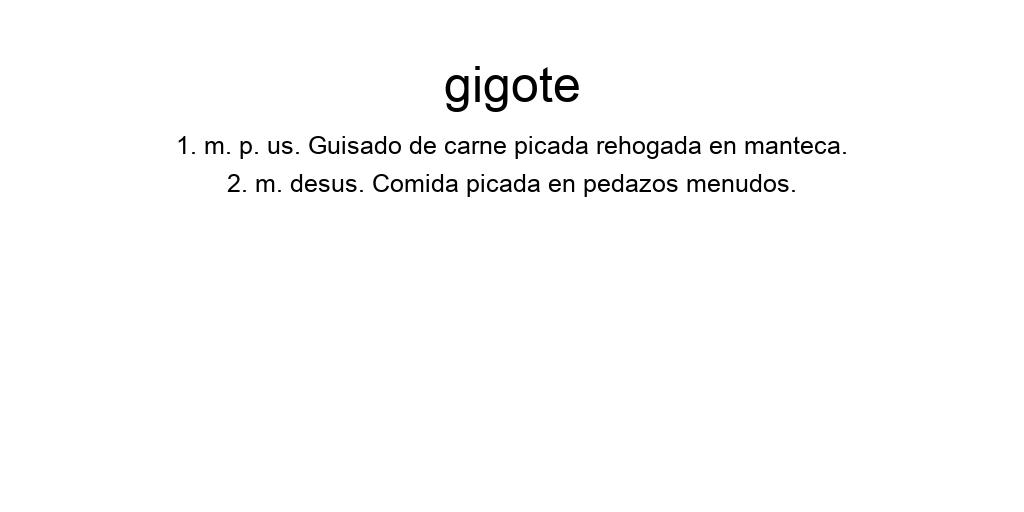 gigote
1. m. p. us. Guisado de carne picada rehogada en manteca.
2. m. desus. Comida picada en pedazos menudos.